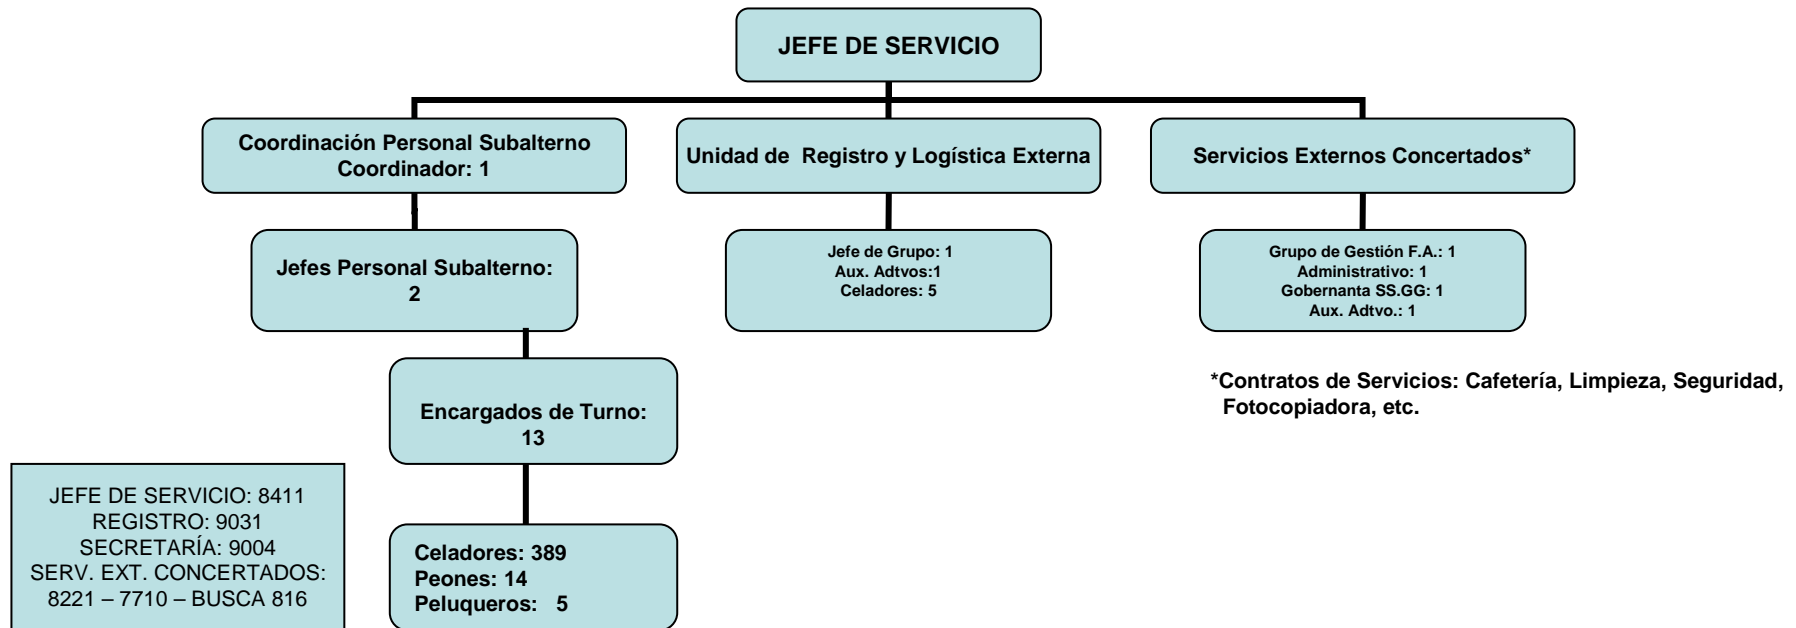 JEFE DE SERVICIO
Coordinación Personal Subalterno
Coordinador: 1
Unidad de  Registro y Logística Externa
Servicios Externos Concertados*
Jefes Personal Subalterno:
2
Jefe de Grupo: 1
Aux. Adtvos:1
Celadores: 5
Grupo de Gestión F.A.: 1
Administrativo: 1
Gobernanta SS.GG: 1
Aux. Adtvo.: 1
Encargados de Turno:
13
*Contratos de Servicios: Cafetería, Limpieza, Seguridad,
Fotocopiadora, etc.
JEFE DE SERVICIO: 8411
REGISTRO: 9031
SECRETARÍA: 9004
SERV. EXT. CONCERTADOS:
8221 – 7710 – BUSCA 816
Celadores: 389
Peones: 14
Peluqueros:   5